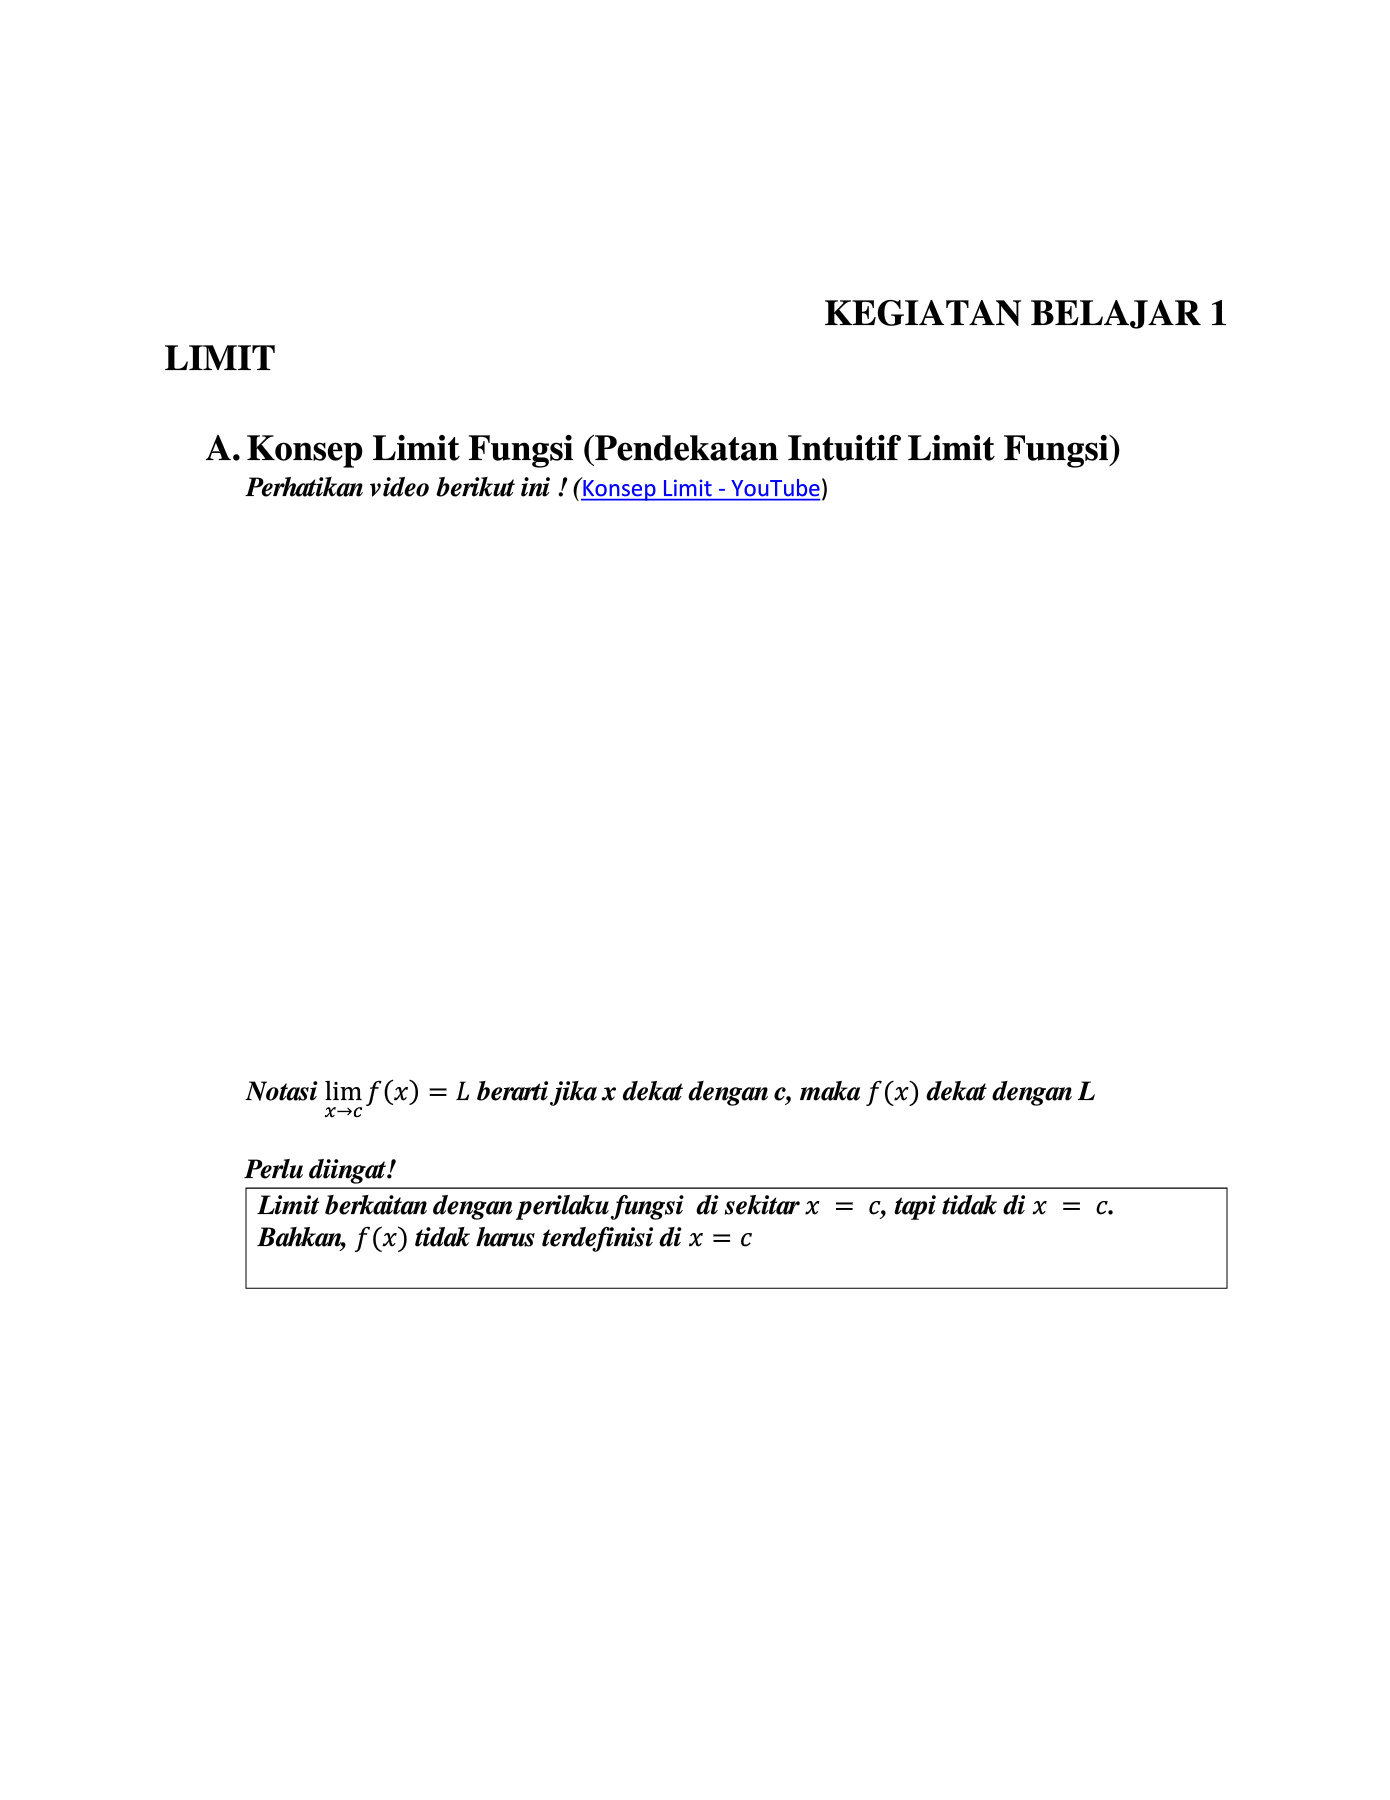 KEGIATAN BELAJAR 1
LIMIT
A. Konsep Limit Fungsi (Pendekatan Intuitif Limit Fungsi)
Perhatikan video berikut ini ! (Konsep Limit - YouTube)
Notasi lim f(x) = L berarti jika x dekat dengan c, maka f(x) dekat dengan L
x→c
Perlu diingat!
Limit berkaitan dengan perilaku fungsi di sekitar x = c, tapi tidak di x = c.
Bahkan, f(x) tidak harus terdefinisi di x = c